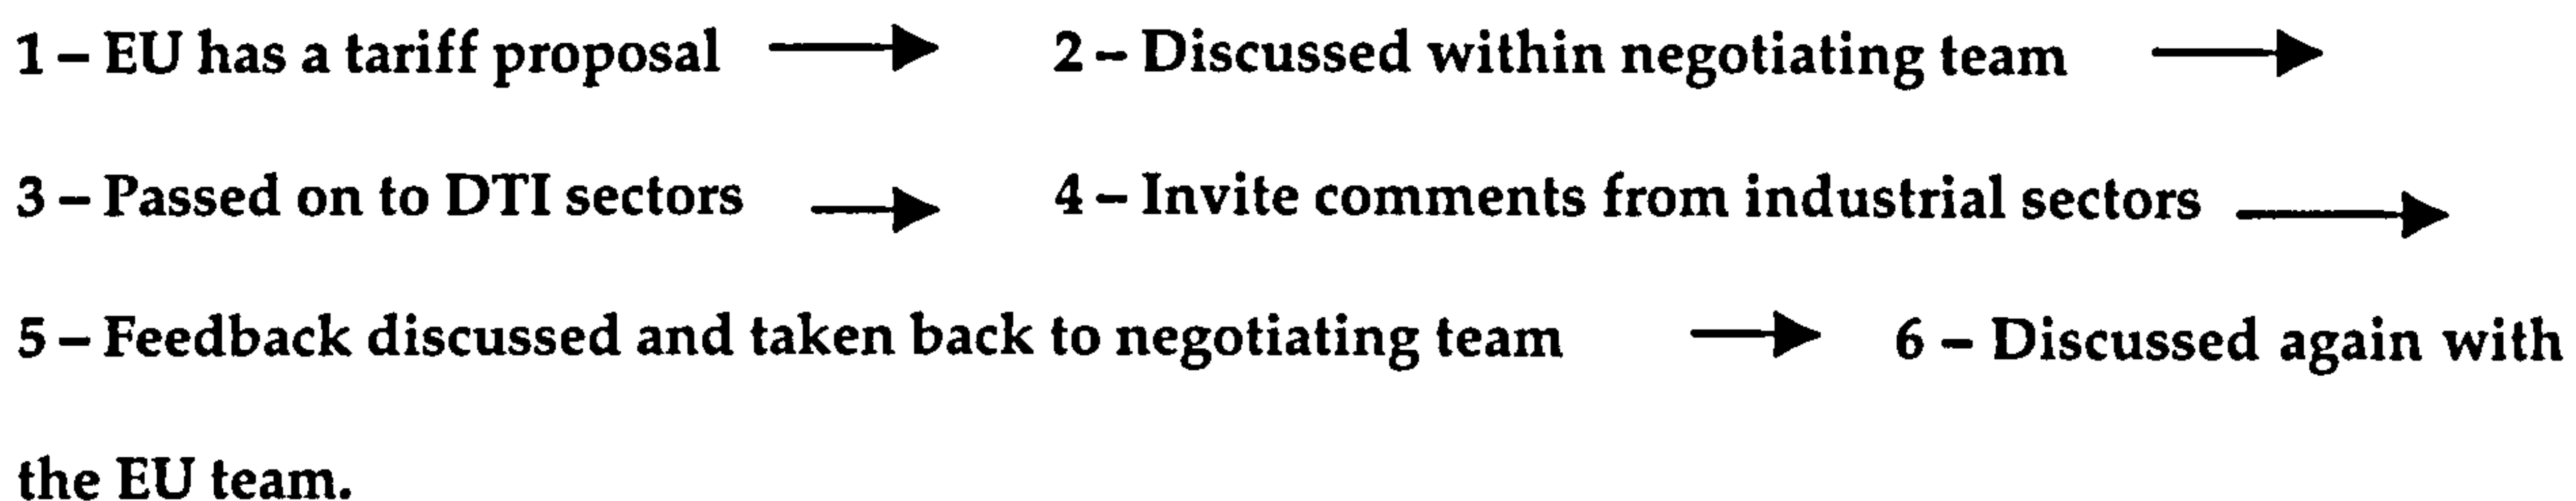 1 – EU has a tariff proposal 2 – Discussed within negotiating team
3 – Passed on to DTI sectors 4 – Invite comments from industrial sectors
5 – Feedback discussed and taken back to negotiating team 6 – Discussed again with
the EU team.